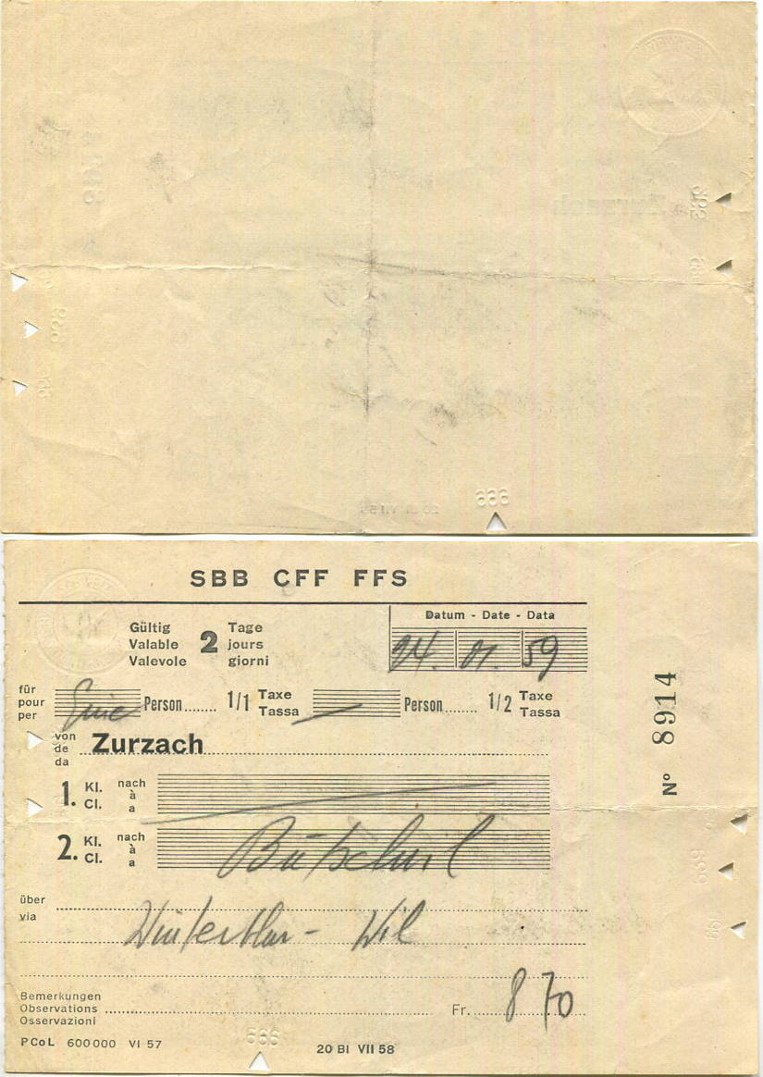 SBB CFF FFS
Gültig Tage
Valable 2 jours
Valevole giorni
Datum - Date - Data
24. 01. 59
für
pour Eine Person 1/1 Taxe — Person 1/2 Taxe
per Tassa Tassa
von
de Zurzach
da
1. Kl. nach
Cl. à
a
2. Kl. nach Bütschwil
Cl. à
a
über
via Winterthur - Wil
Bemerkungen
Observations
Osservazioni
Fr. 8 70
PCoL 600000 VI 57
20 BI VII 58
No 8914